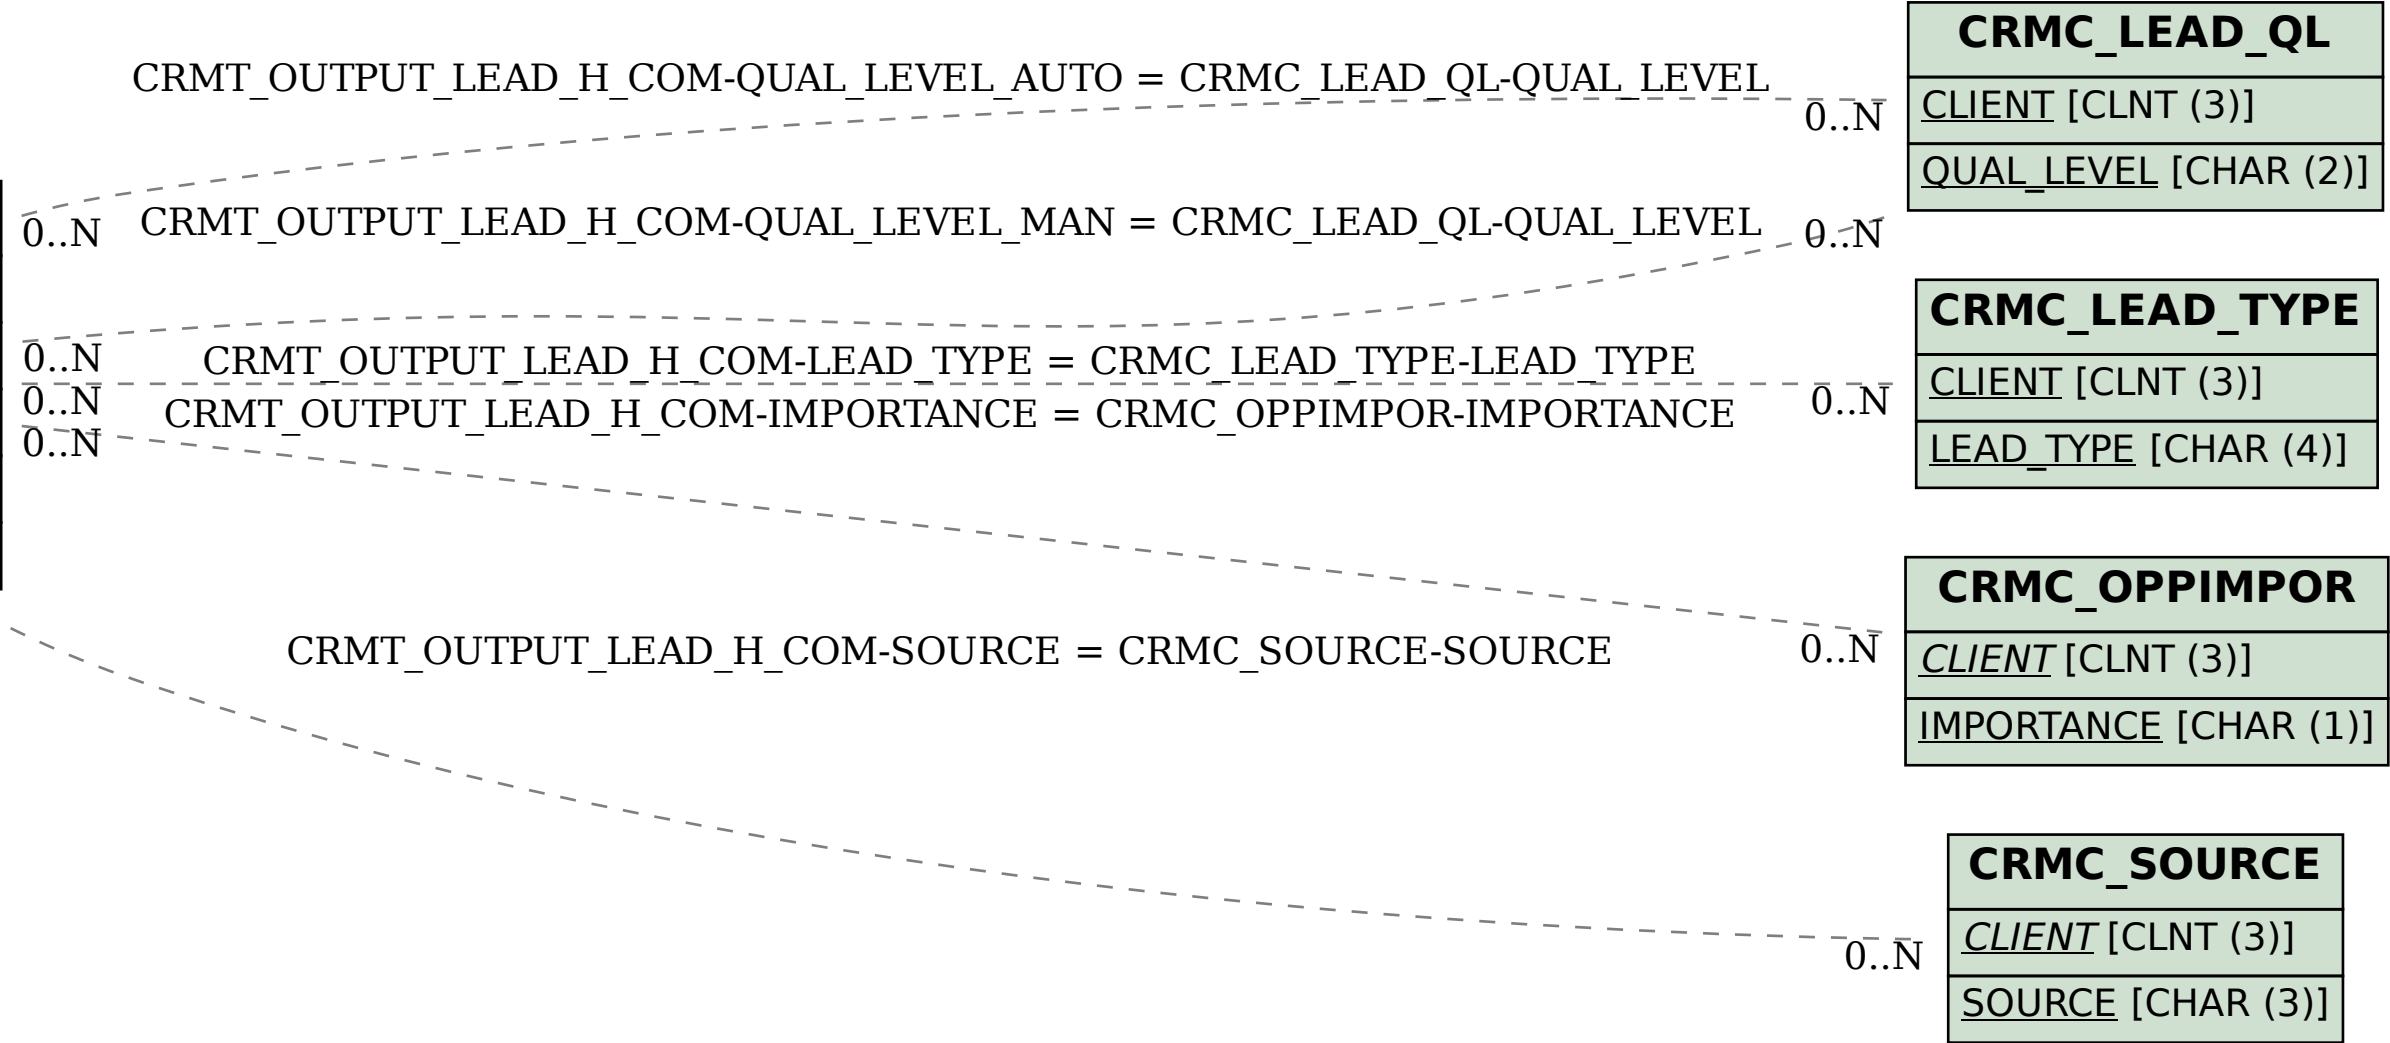 CRMC_LEAD_QL
CRMT_OUTPUT_LEAD_H_COM-QUAL_LEVEL_AUTO = CRMC_LEAD_QL-QUAL_LEVEL
0..N
CLIENT [CLNT (3)]
QUAL_LEVEL [CHAR (2)]
0..N
CRMT_OUTPUT_LEAD_H_COM-QUAL_LEVEL_MAN = CRMC_LEAD_QL-QUAL_LEVEL
0..N
CRMC_LEAD_TYPE
0..N
CRMT_OUTPUT_LEAD_H_COM-LEAD_TYPE = CRMC_LEAD_TYPE-LEAD_TYPE
CLIENT [CLNT (3)]
0..N
CRMT_OUTPUT_LEAD_H_COM-IMPORTANCE = CRMC_OPPIMPOR-IMPORTANCE
0..N
0..N
LEAD_TYPE [CHAR (4)]
CRMC_OPPIMPOR
CRMT_OUTPUT_LEAD_H_COM-SOURCE = CRMC_SOURCE-SOURCE
0..N
CLIENT [CLNT (3)]
IMPORTANCE [CHAR (1)]
CRMC_SOURCE
0..N
CLIENT [CLNT (3)]
SOURCE [CHAR (3)]